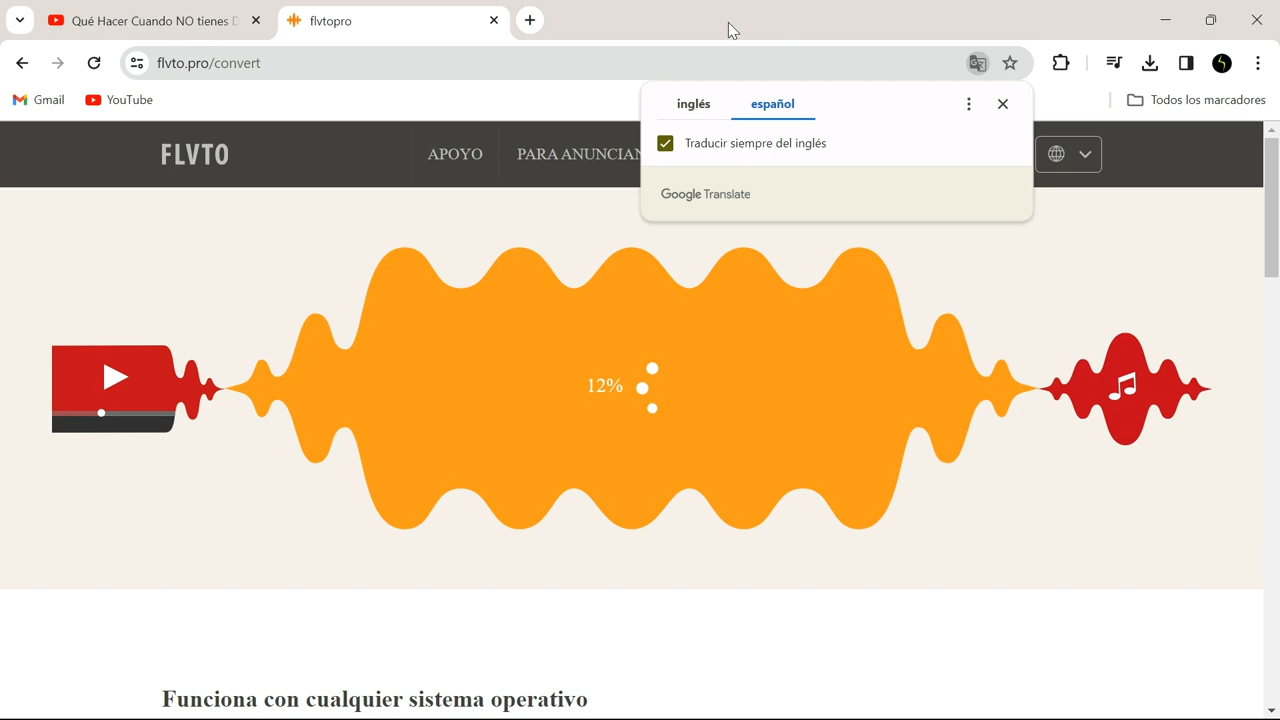 Qué Hacer Cuando NO tienes
flvtopro
flvto.pro/convert
Gmail
YouTube
Todos los marcadores
inglés
español
Traducir siempre del inglés
Google Translate
FLVTO
APOYO
PARA ANUNCIAN
12%
Funciona con cualquier sistema operativo